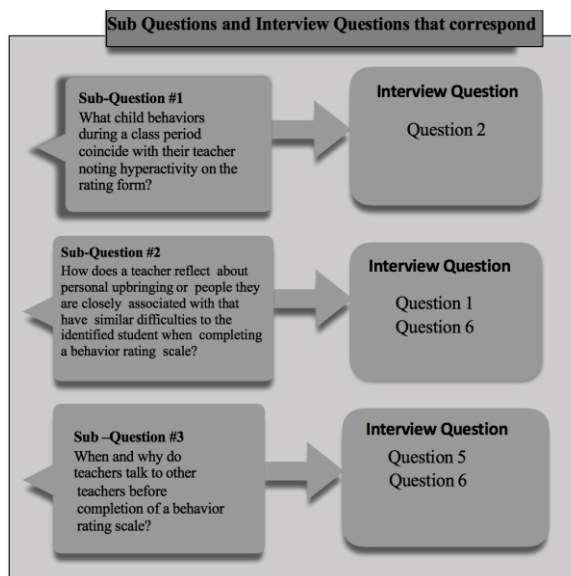 Sub Questions and Interview Questions that correspond
Sub-Question #1
What child behaviors
during a class period
coincide with their teacher
noting hyperactivity on the
rating form?
Interview Question
Question 2
Sub-Question #2
How does a teacher reflect about
personal upbringing or people they
are closely associated with that
have similar difficulties to the
identified student when completing
a behavior rating scale?
Interview Question
Question 1
Question 6
Sub –Question #3
When and why do
teachers talk to other
teachers before
completion of a behavior
rating scale?
Interview Question
Question 5
Question 6